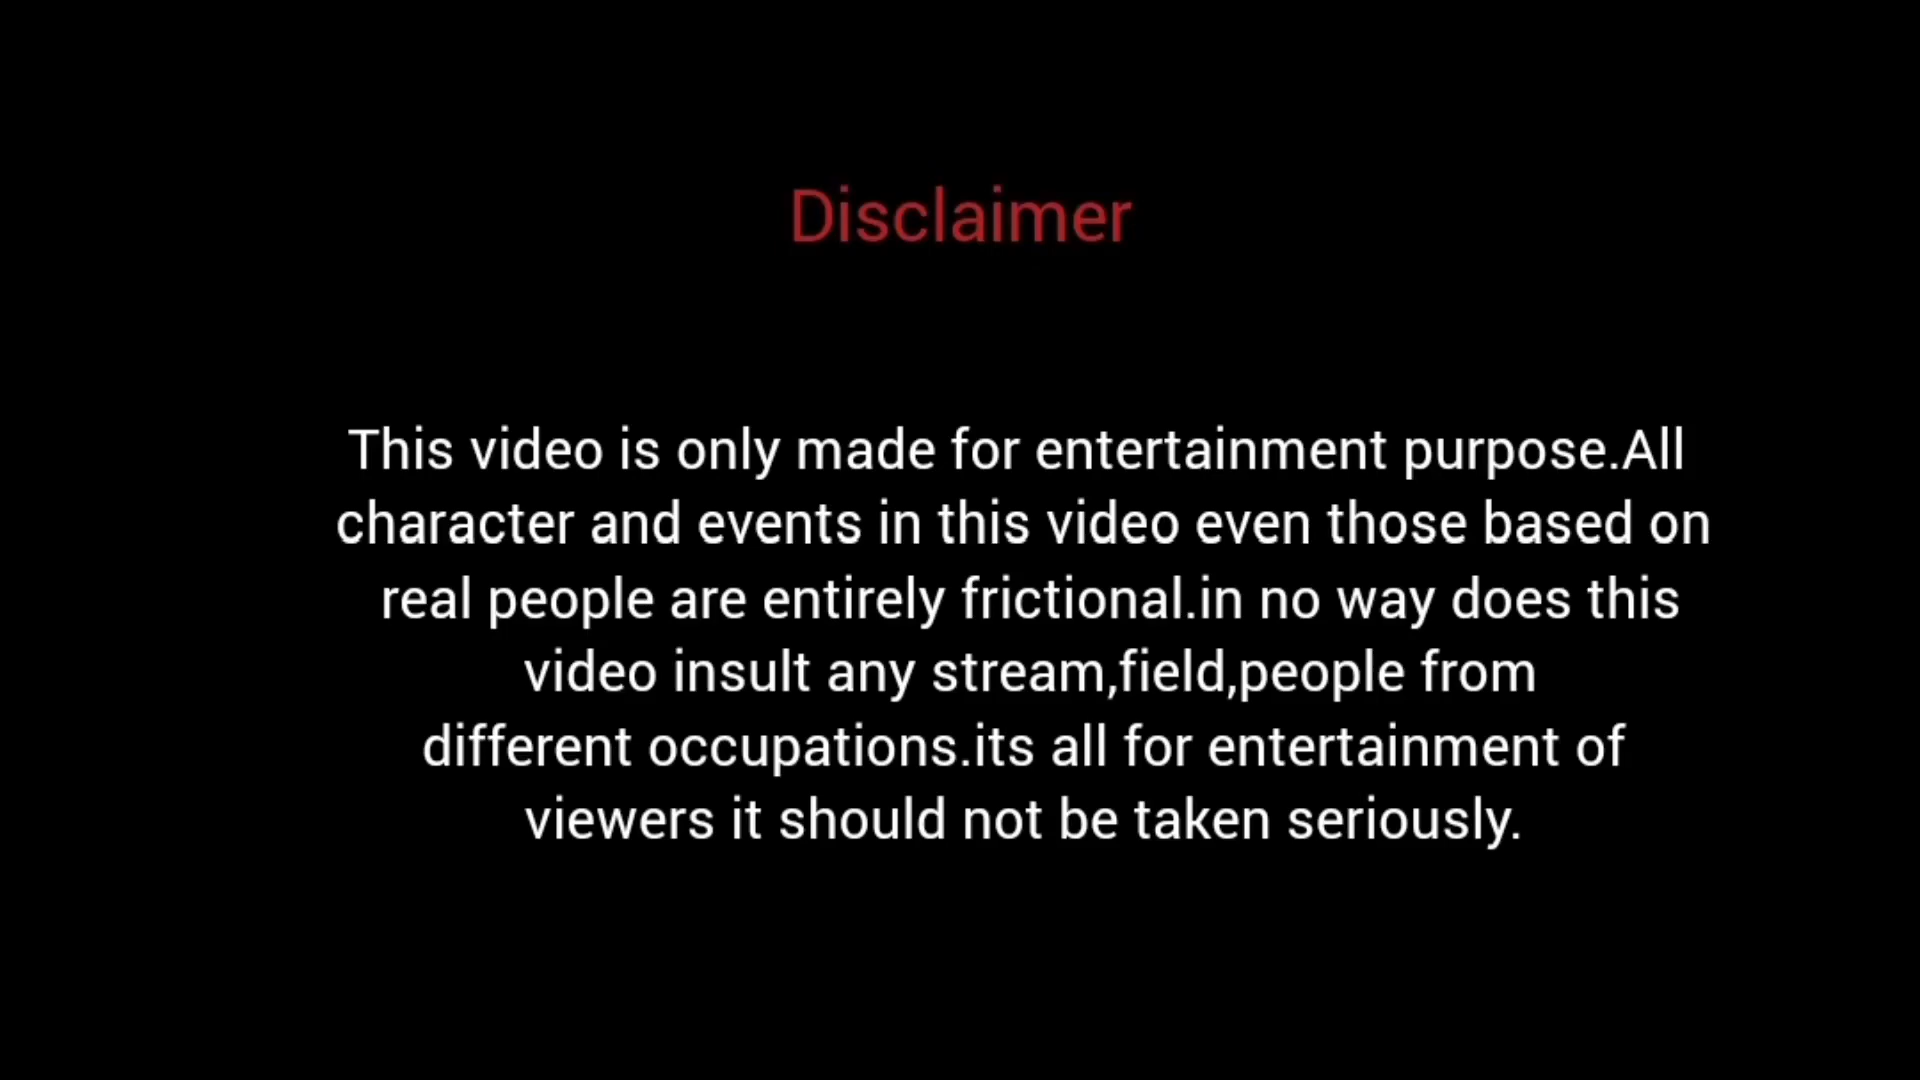 Disclaimer
This video is only made for entertainment purpose.All
character and events in this video even those based on
real people are entirely frictional.in no way does this
video insult any stream,field,people from
different occupations.its all for entertainment of
viewers it should not be taken seriously.